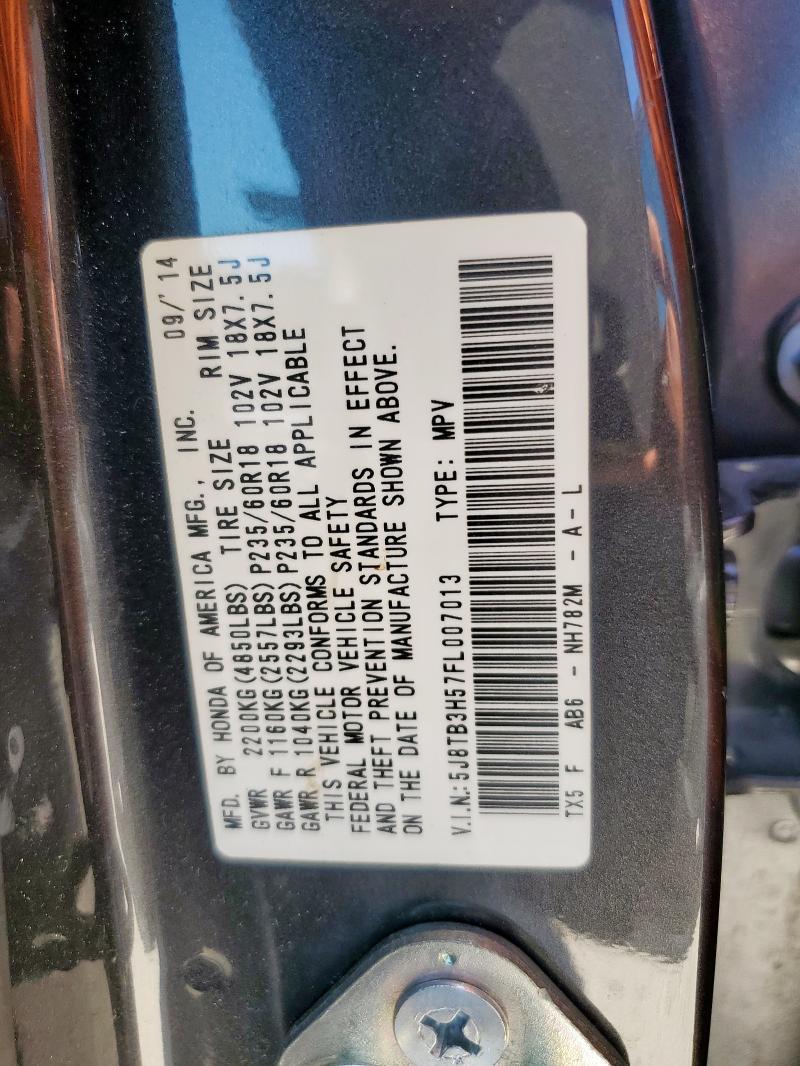 MFD. BY HONDA OF AMERICA MFG., INC. 09/'14
GVWR 2200KG(4850LBS) TIRE SIZE RIM SIZE
GAWR F 1160KG(2557LBS) P235/60R18 102V 18X7.5J
GAWR R 1040KG(2293LBS) P235/60R18 102V 18X7.5J
THIS VEHICLE CONFORMS TO ALL APPLICABLE
FEDERAL MOTOR VEHICLE SAFETY
AND THEFT PREVENTION STANDARDS IN EFFECT
ON THE DATE OF MANUFACTURE SHOWN ABOVE.
V.I.N.:5J8TB3H57FL007013 TYPE: MPV
TX5 F AB6 - NH782M - A - L